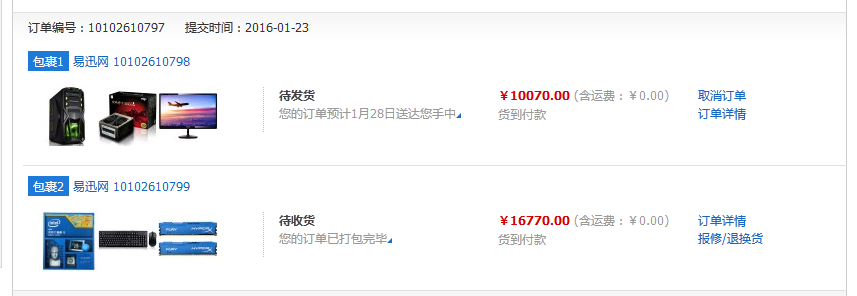 订单编号：10102610797 提交时间：2016-01-23
包裹1 易迅网 10102610798
待发货
您的订单预计1月28日送达您手中
￥10070.00 (含运费：￥0.00)
货到付款
取消订单
订单详情
包裹2 易迅网 10102610799
待收货
您的订单已打包完毕
￥16770.00 (含运费：￥0.00)
货到付款
订单详情
报修/退换货
intel
FURY
HYPERX
FURY
HYPERX